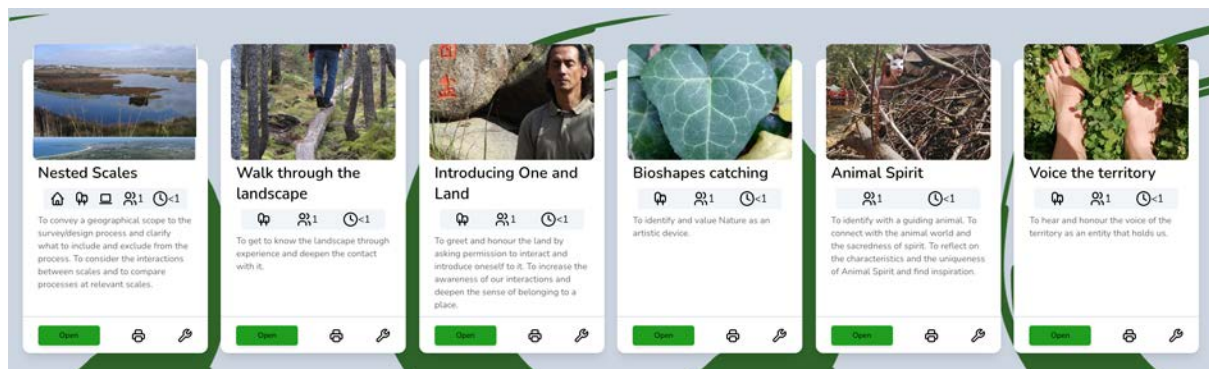 Nested Scales
1 <1
To convey a geographical scope to the
survey/design process and clarify
what to include and exclude from the
process. To consider the interactions
between scales and to compare
processes at relevant scales.
Open
Walk through the
landscape
1 <1
To get to know the landscape through
experience and deepen the contact
with it.
Open
Introducing One and
Land
1 <1
To greet and honour the land by
asking permission to interact and
introduce oneself to it. To increase the
awareness of our interactions and
deepen the sense of belonging to a
place.
Open
Bioshapes catching
1 <1
To identify and value Nature as an
artistic device.
Open
Animal Spirit
1 <1
To identify with a guiding animal. To
connect with the animal world and
the sacredness of spirit. To reflect on
the characteristics and the uniqueness
of Animal Spirit and find inspiration.
Open
Voice the territory
1 <1
To hear and honour the voice of the
territory as an entity that holds us.
Open